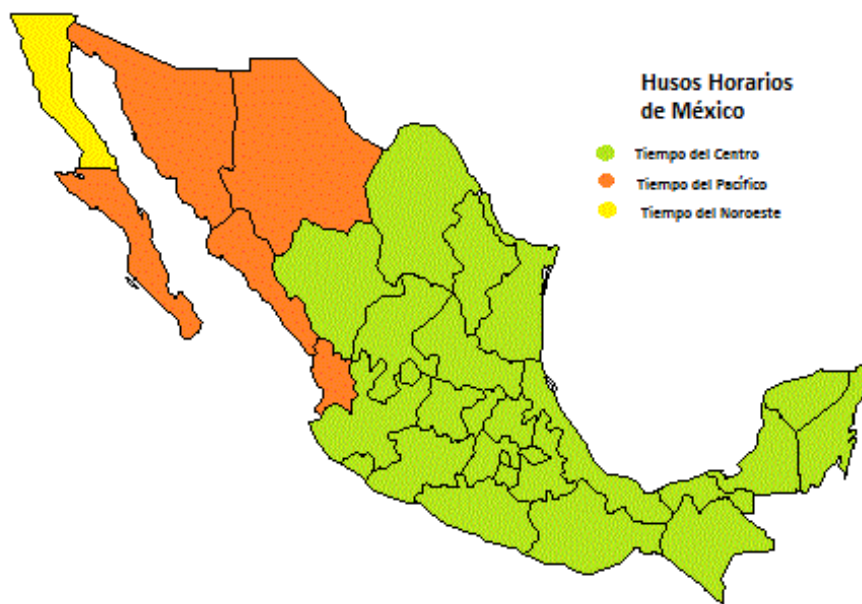 Husos Horarios
de México
Tiempo del Centro
Tiempo del Pacífico
Tiempo del Noroeste